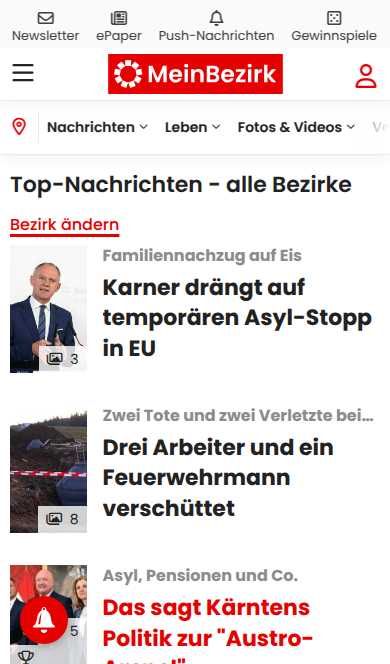 Newsletter ePaper Push-Nachrichten Gewinnspiele
MeinBezirk
Nachrichten Leben Fotos & Videos
Top-Nachrichten - alle Bezirke
Bezirk ändern
Familiennachzug auf Eis
Karner drängt auf
temporären Asyl-Stopp
in EU
3
Zwei Tote und zwei Verletzte bei...
Drei Arbeiter und ein
Feuerwehrmann
verschüttet
8
Asyl, Pensionen und Co.
Das sagt Kärntens
Politik zur "Austro-
5